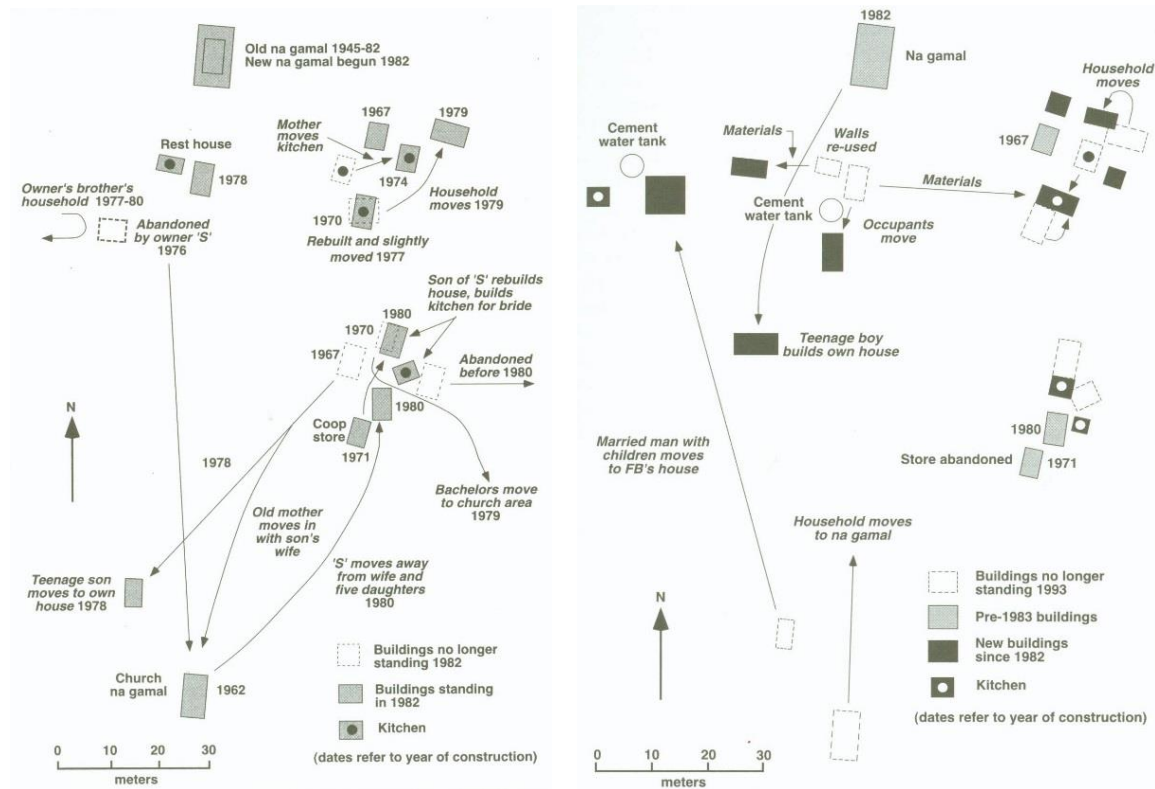 Old na gamal 1945-82
New na gamal begun 1982
1967
1979
Mother
moves
kitchen
Rest house
1978
1974
Owner's brother's
household 1977-80
Household
moves 1979
Abandoned
by owner 'S'
1976
1970
Rebuilt and slightly
moved 1977
Son of 'S' rebuilds
house, builds
kitchen for bride
1980
1970
1967
Abandoned
before 1980
1980
Coop
store
1971
N
1978
Bachelors move
to church area
1979
Old mother
moves in
with son's
wife
'S' moves away
from wife and
five daughters
1980
Teenage son
moves to own
house 1978
Church
na gamal
1962
Buildings no longer
standing 1982
Buildings standing
in 1982
Kitchen
(dates refer to year of construction)
0 10 20 30
meters
1982
Na gamal
Household
moves
Cement
water tank
Materials
Walls
re-used
1967
Materials
Cement
water tank
Occupants
move
Teenage boy
builds own house
Married man with
children moves
to FB's house
1980
Store abandoned
1971
Household moves
to na gamal
N
Buildings no longer
standing 1993
Pre-1983 buildings
New buildings
since 1982
Kitchen
(dates refer to year of construction)
0 10 20 30
meters